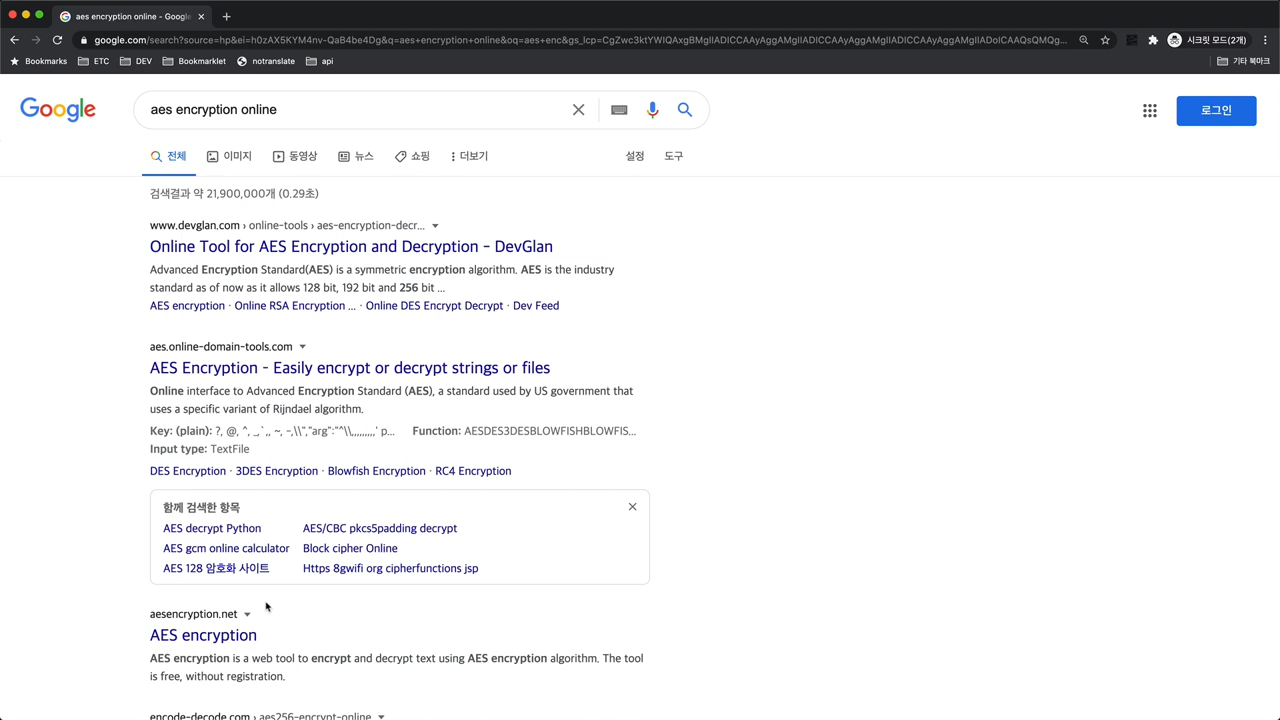 aes encryption online - Google
google.com/search?source=hp&ei=h0zAX5KYM4nv-QaB4be4Dg&q=aes+encryption+online&oq=aes+enc&gs_lcp=CgZwc3ktYWIQAxgBMgIIADICCAAyAggAMgIIADICCAAyAggAMgIIADICCAAyAggAMgIIADoICAAQsQMQg...
시크릿 모드(2개)
Bookmarks ETC DEV Bookmarklet notranslate api 기타 북마크
Google
aes encryption online
로그인
전체 이미지 동영상 뉴스 쇼핑 더보기 설정 도구
검색결과 약 21,900,000개 (0.29초)
www.devglan.com › online-tools › aes-encryption-decr...
Online Tool for AES Encryption and Decryption - DevGlan
Advanced Encryption Standard(AES) is a symmetric encryption algorithm. AES is the industry
standard as of now as it allows 128 bit, 192 bit and 256 bit ...
AES encryption · Online RSA Encryption ... · Online DES Encrypt Decrypt · Dev Feed
aes.online-domain-tools.com
AES Encryption - Easily encrypt or decrypt strings or files
Online interface to Advanced Encryption Standard (AES), a standard used by US government that
uses a specific variant of Rijndael algorithm.
Key: (plain): ?, @, ^, _,`,, ~, -,\\","arg":"^\\,,,,,,,,,' p... Function: AESDES3DESBLOWFISHBLOWFIS...
Input type: TextFile
DES Encryption · 3DES Encryption · Blowfish Encryption · RC4 Encryption
함께 검색한 항목
AES decrypt Python AES/CBC pkcs5padding decrypt
AES gcm online calculator Block cipher Online
AES 128 암호화 사이트 Https 8gwifi org cipherfunctions jsp
aesencryption.net
AES encryption
AES encryption is a web tool to encrypt and decrypt text using AES encryption algorithm. The tool
is free, without registration.
encode-decode.com › aes256-encrypt-online